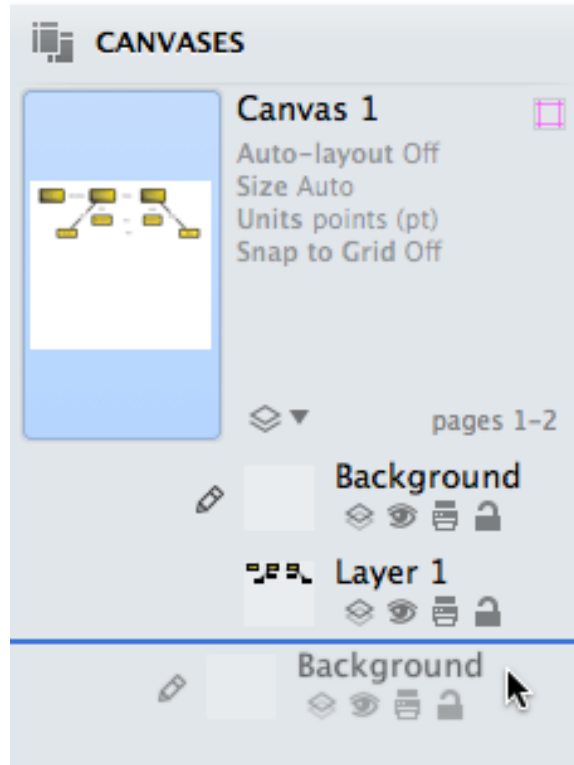 CANVASES
Canvas 1
Auto-layout Off
Size Auto
Units points (pt)
Snap to Grid Off
pages 1-2
Background
Layer 1
Background